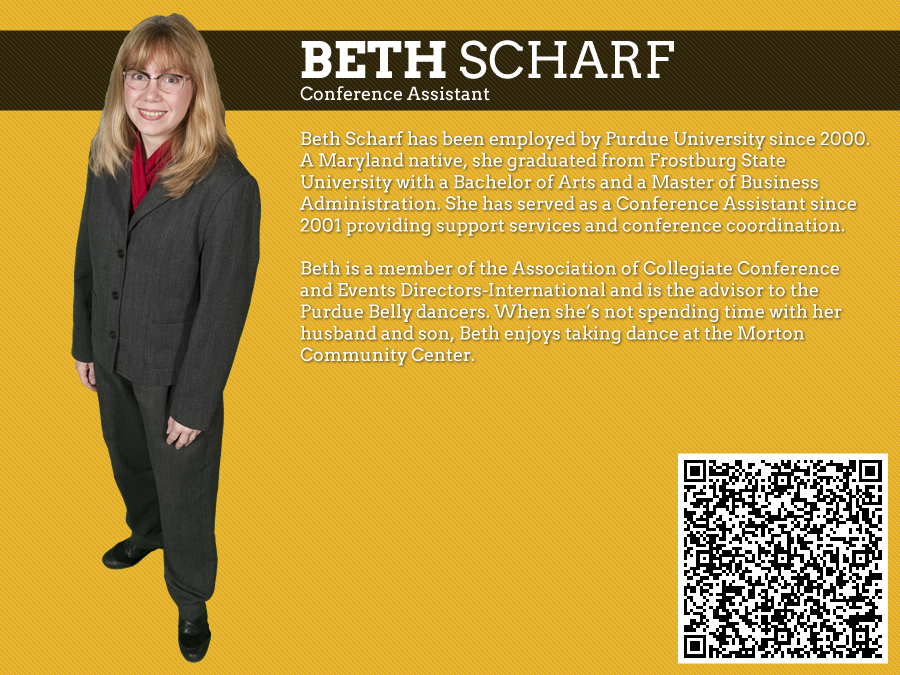 BETH SCHARF
Conference Assistant
Beth Scharf has been employed by Purdue University since 2000.
A Maryland native, she graduated from Frostburg State
University with a Bachelor of Arts and a Master of Business
Administration. She has served as a Conference Assistant since
2001 providing support services and conference coordination.
Beth is a member of the Association of Collegiate Conference
and Events Directors-International and is the advisor to the
Purdue Belly dancers. When she’s not spending time with her
husband and son, Beth enjoys taking dance at the Morton
Community Center.